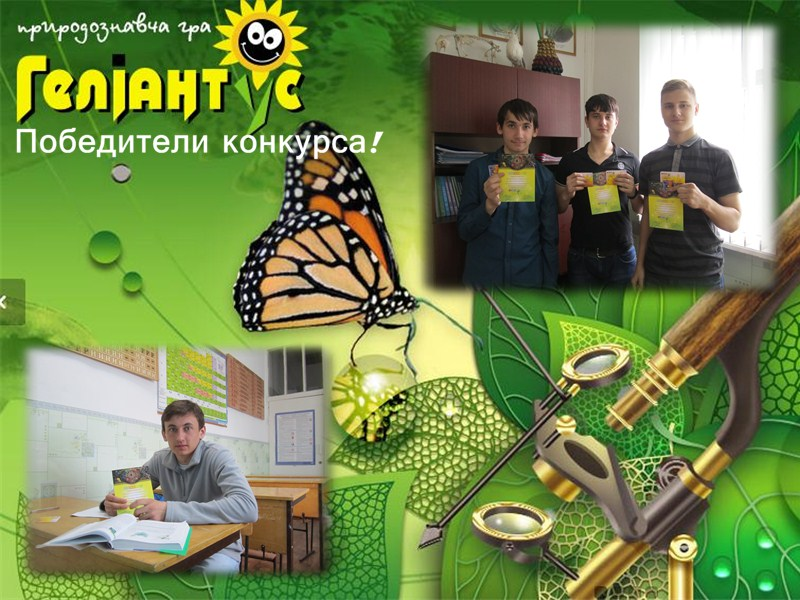 природознавча гра
Геліантус
Победители конкурса!